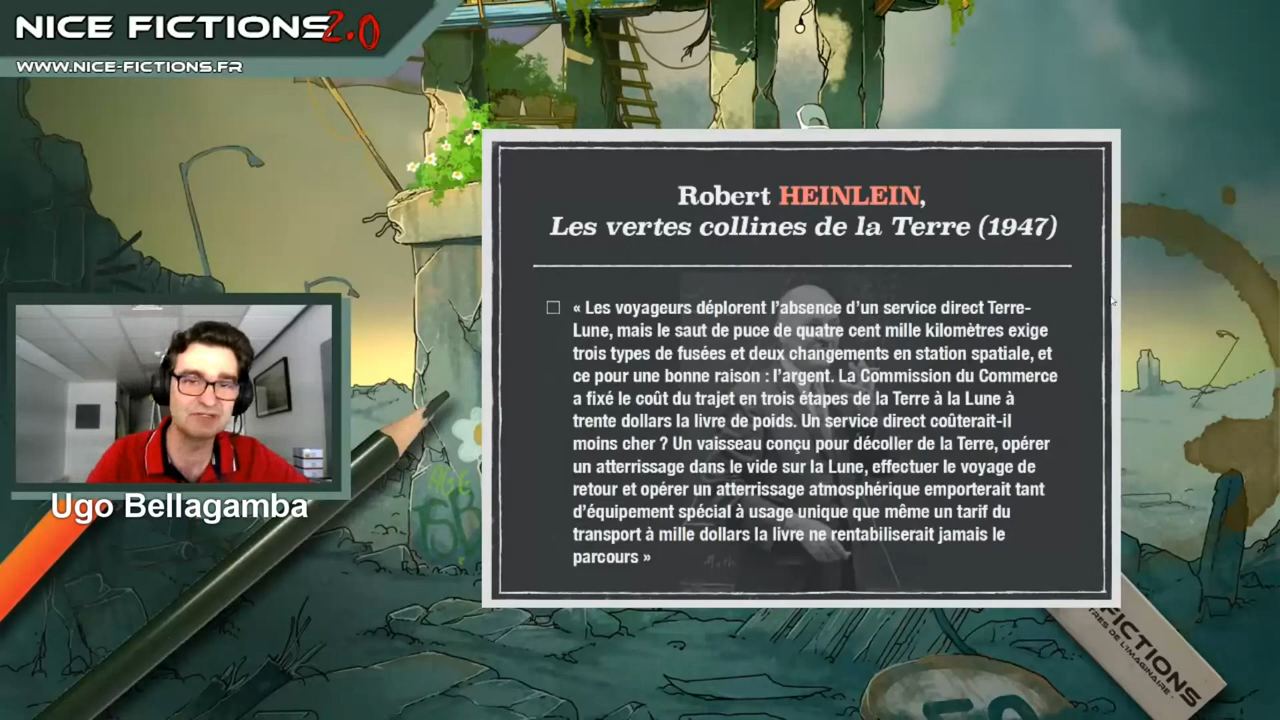 NICE FICTIONS 2.0
WWW.NICE-FICTIONS.FR
Robert HEINLEIN,
Les vertes collines de la Terre (1947)
« Les voyageurs déplorent l’absence d’un service direct Terre-
Lune, mais le saut de puce de quatre cent mille kilomètres exige
trois types de fusées et deux changements en station spatiale, et
ce pour une bonne raison : l’argent. La Commission du Commerce
a fixé le coût du trajet en trois étapes de la Terre à la Lune à
trente dollars la livre de poids. Un service direct coûterait-il
moins cher ? Un vaisseau conçu pour décoller de la Terre, opérer
un atterrissage dans le vide sur la Lune, effectuer le voyage de
retour et opérer un atterrissage atmosphérique emporterait tant
d’équipement spécial à usage unique que même un tarif du
transport à mille dollars la livre ne rentabiliserait jamais le
parcours »
Ugo Bellagamba
FICTIONS
DE L'IMAGINAIRE